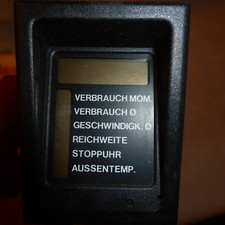 VERBRAUCH MOM.
VERBRAUCH Ø
GESCHWINDIGK. Ø
REICHWEITE
STOPPUHR
AUSSENTEMP.